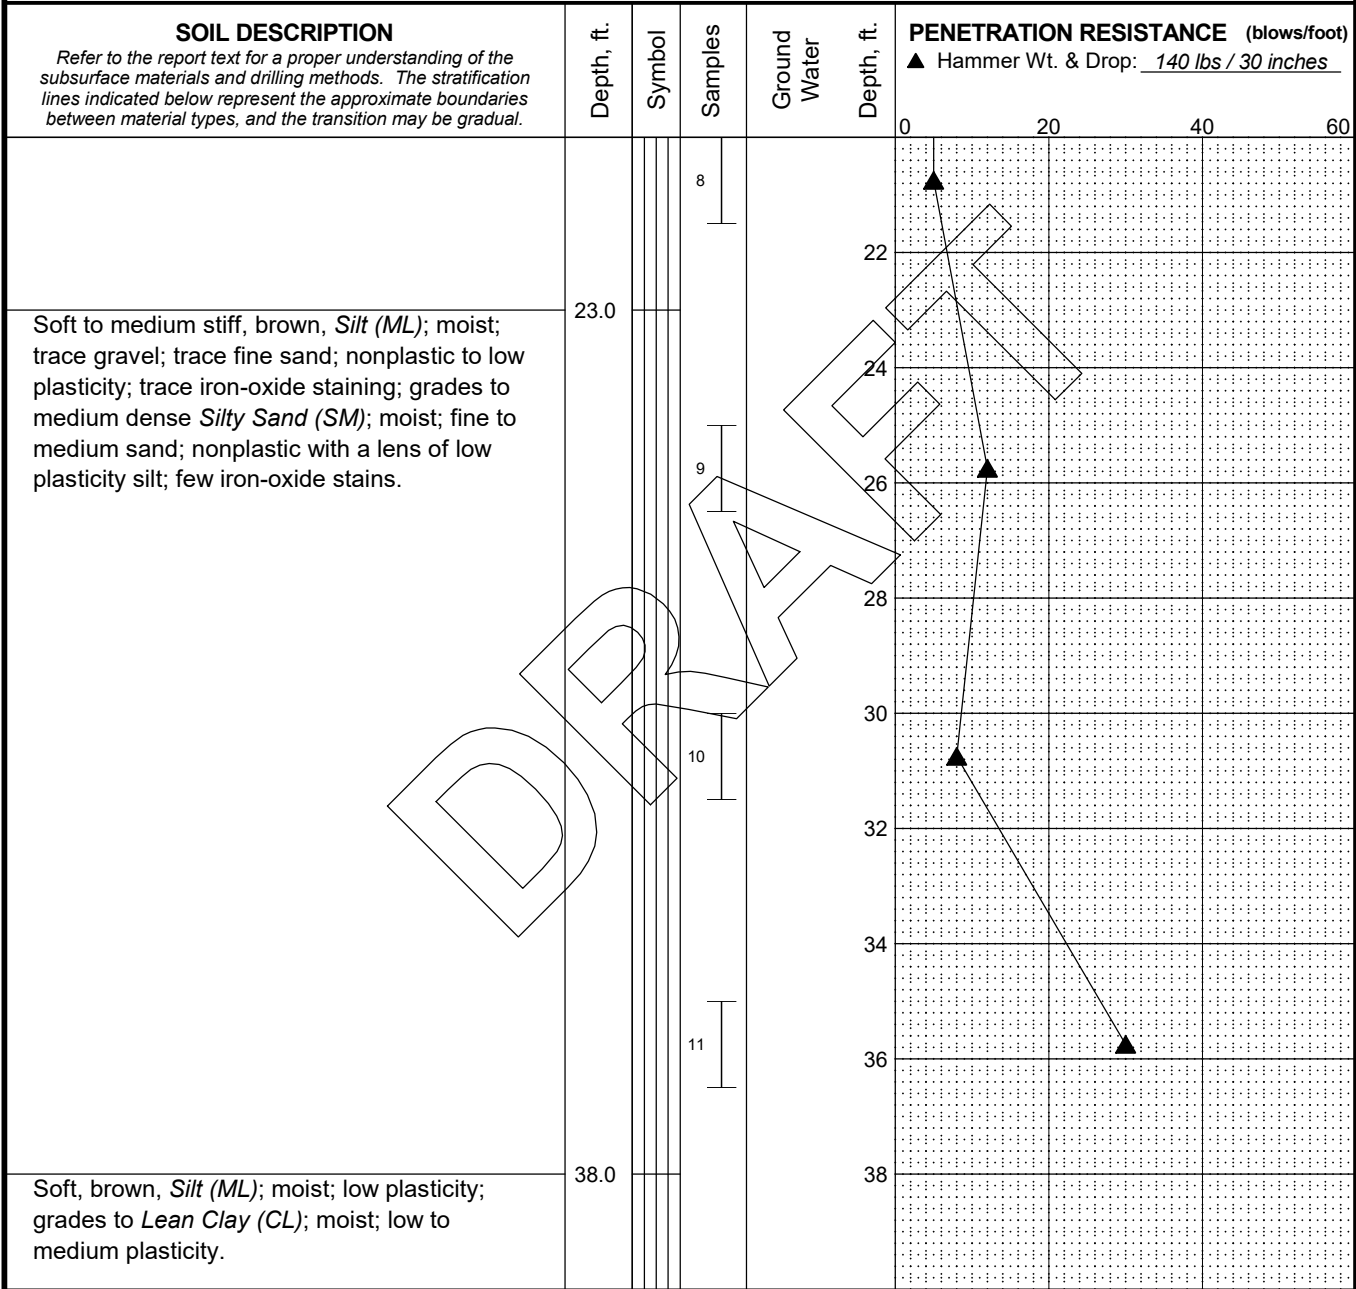 SOIL DESCRIPTION
Refer to the report text for a proper understanding of the
subsurface materials and drilling methods. The stratification
lines indicated below represent the approximate boundaries
between material types, and the transition may be gradual.
Depth, ft.
Symbol
Samples
Ground
Water
Depth, ft.
PENETRATION RESISTANCE (blows/foot)
▲ Hammer Wt. & Drop: 140 lbs / 30 inches
0 20 40 60
8
22
23.0
Soft to medium stiff, brown, Silt (ML); moist;
trace gravel; trace fine sand; nonplastic to low
plasticity; trace iron-oxide staining; grades to
medium dense Silty Sand (SM); moist; fine to
medium sand; nonplastic with a lens of low
plasticity silt; few iron-oxide stains.
24
9
26
28
30
10
32
34
11
36
38.0
38
Soft, brown, Silt (ML); moist; low plasticity;
grades to Lean Clay (CL); moist; low to
medium plasticity.
DRAFT